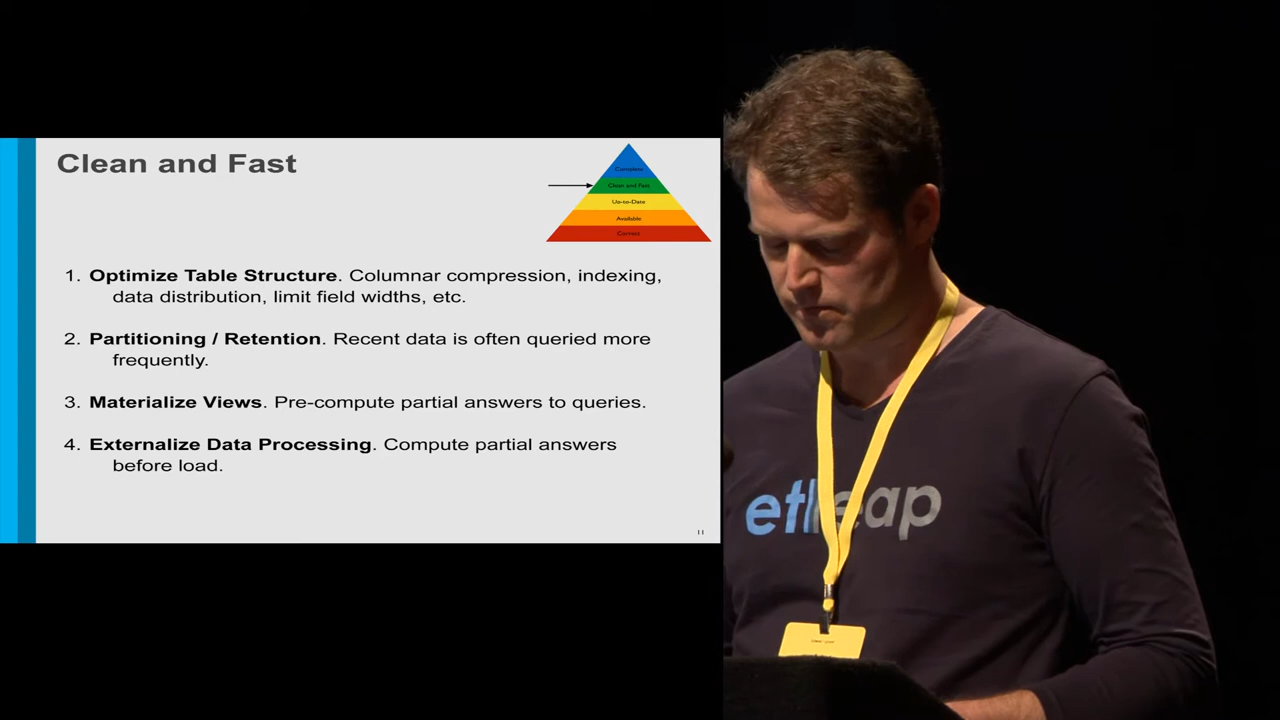 Clean and Fast
Complete
Clean and Fast
Up-to-Date
Available
Correct
1. Optimize Table Structure. Columnar compression, indexing,
data distribution, limit field widths, etc.
2. Partitioning / Retention. Recent data is often queried more
frequently.
3. Materialize Views. Pre-compute partial answers to queries.
4. Externalize Data Processing. Compute partial answers
before load.
11